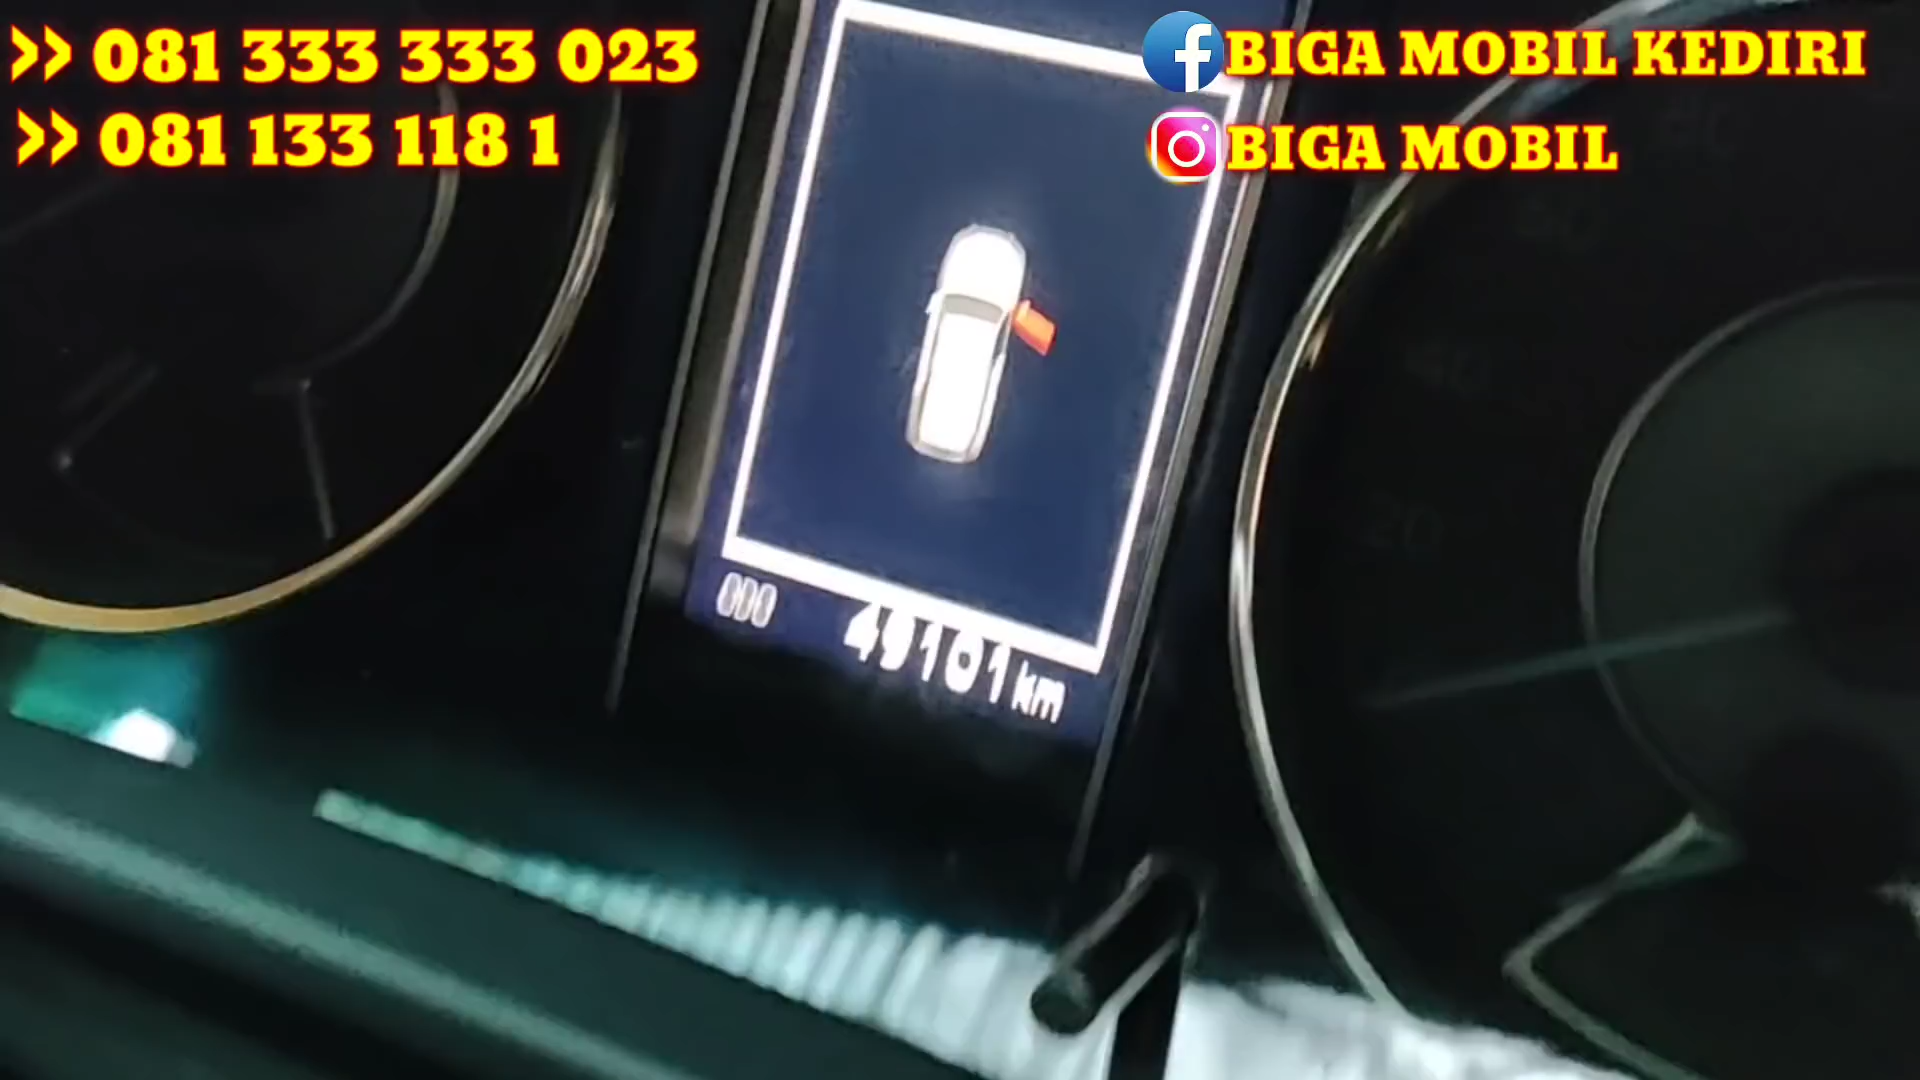 >> 081 333 333 023
>> 081 133 118 1
BIGA MOBIL KEDIRI
BIGA MOBIL
49101 km